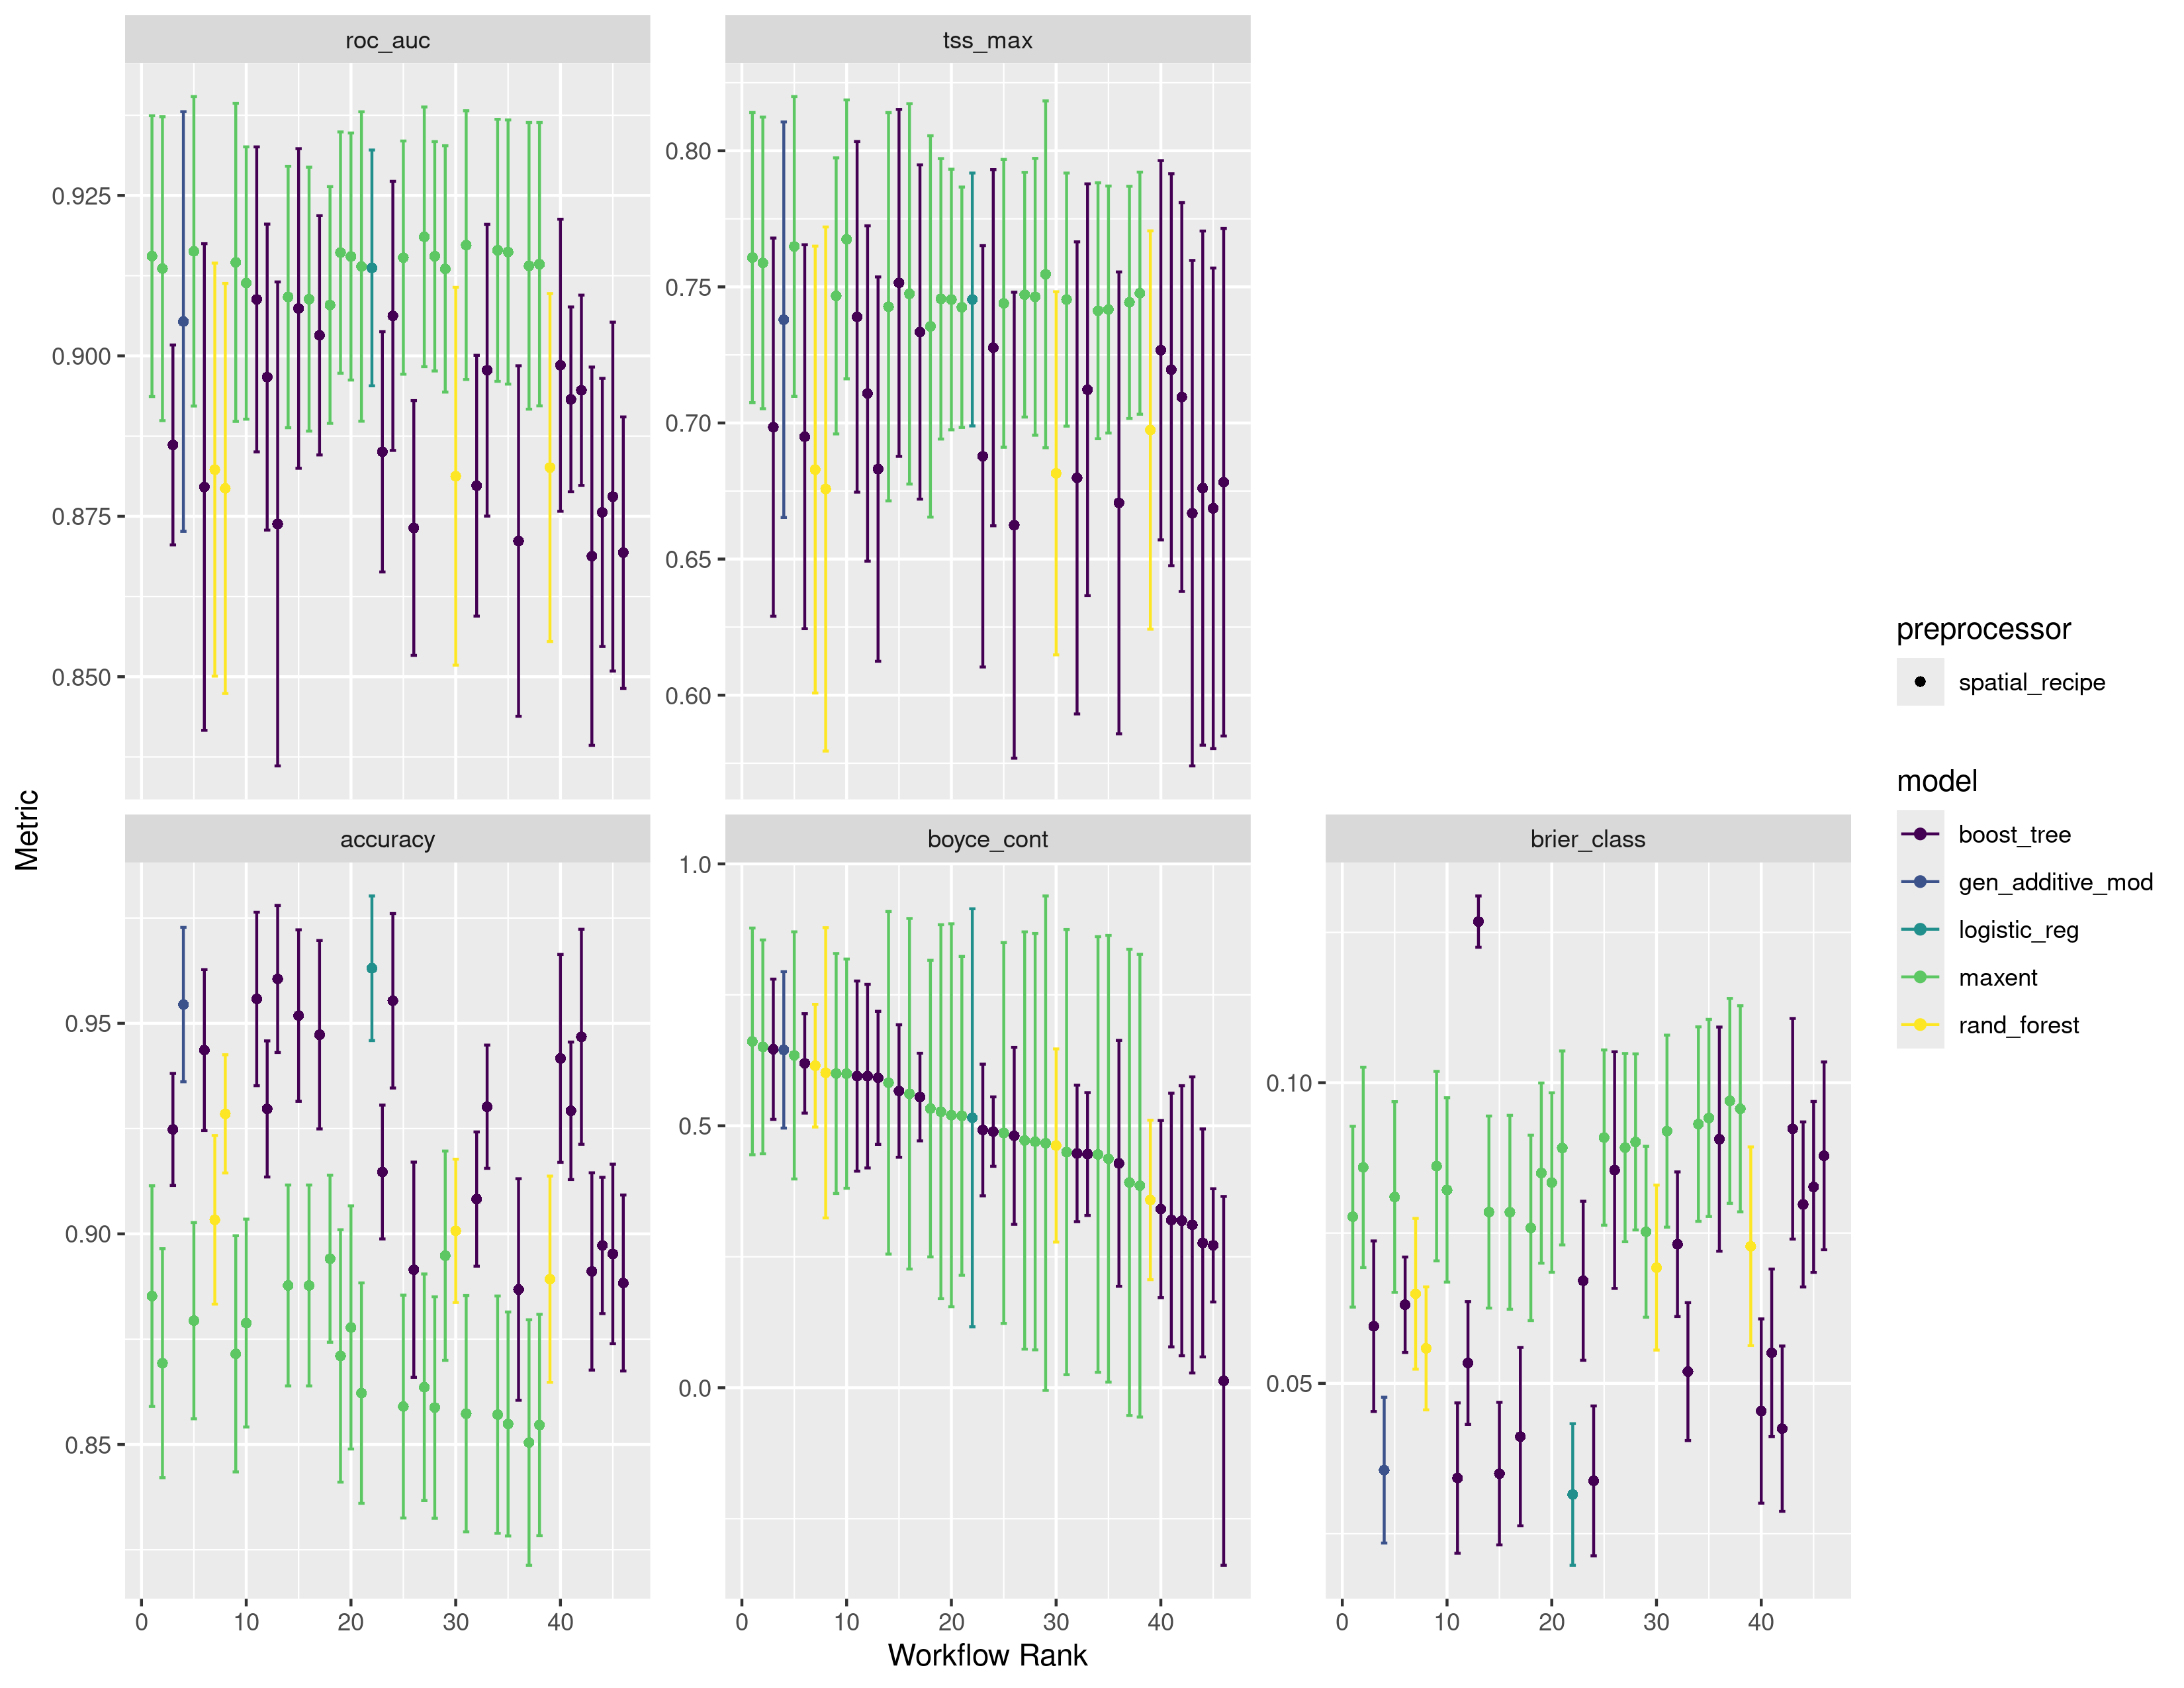 roc_auc
tss_max
0.925
0.900
0.875
0.850
0.80
0.75
0.70
0.65
0.60
Metric
accuracy
boyce_cont
brier_class
0.95
0.90
0.85
1.0
0.5
0.0
0.10
0.05
0 10 20 30 40
0 10 20 30 40
0 10 20 30 40
Workflow Rank
preprocessor
spatial_recipe
model
boost_tree
gen_additive_mod
logistic_reg
maxent
rand_forest